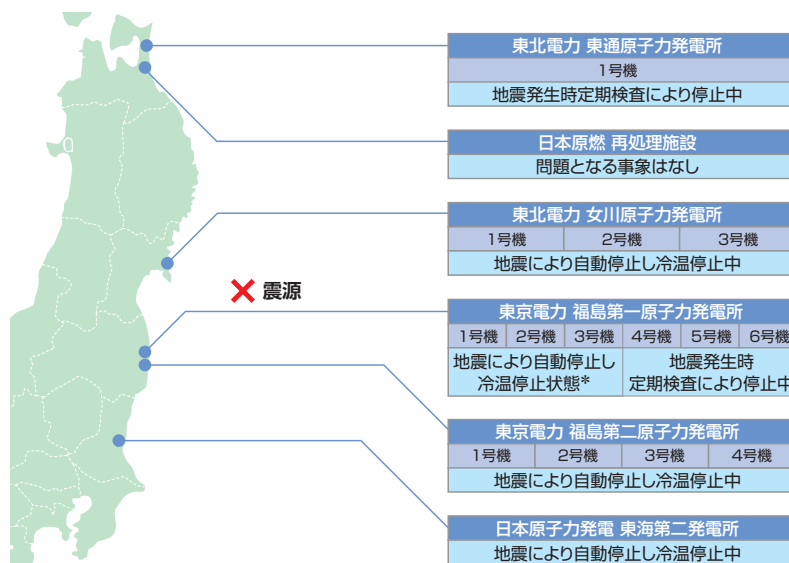 東北電力 東通原子力発電所
1号機
地震発生時定期検査により停止中
日本原燃 再処理施設
問題となる事象はなし
東北電力 女川原子力発電所
1号機 2号機 3号機
地震により自動停止し冷温停止中
震源
東京電力 福島第一原子力発電所
1号機 2号機 3号機 4号機 5号機 6号機
地震により自動停止し
冷温停止状態*
地震発生時
定期検査により停止中
東京電力 福島第二原子力発電所
1号機 2号機 3号機 4号機
地震により自動停止し冷温停止中
日本原子力発電 東海第二発電所
地震により自動停止し冷温停止中